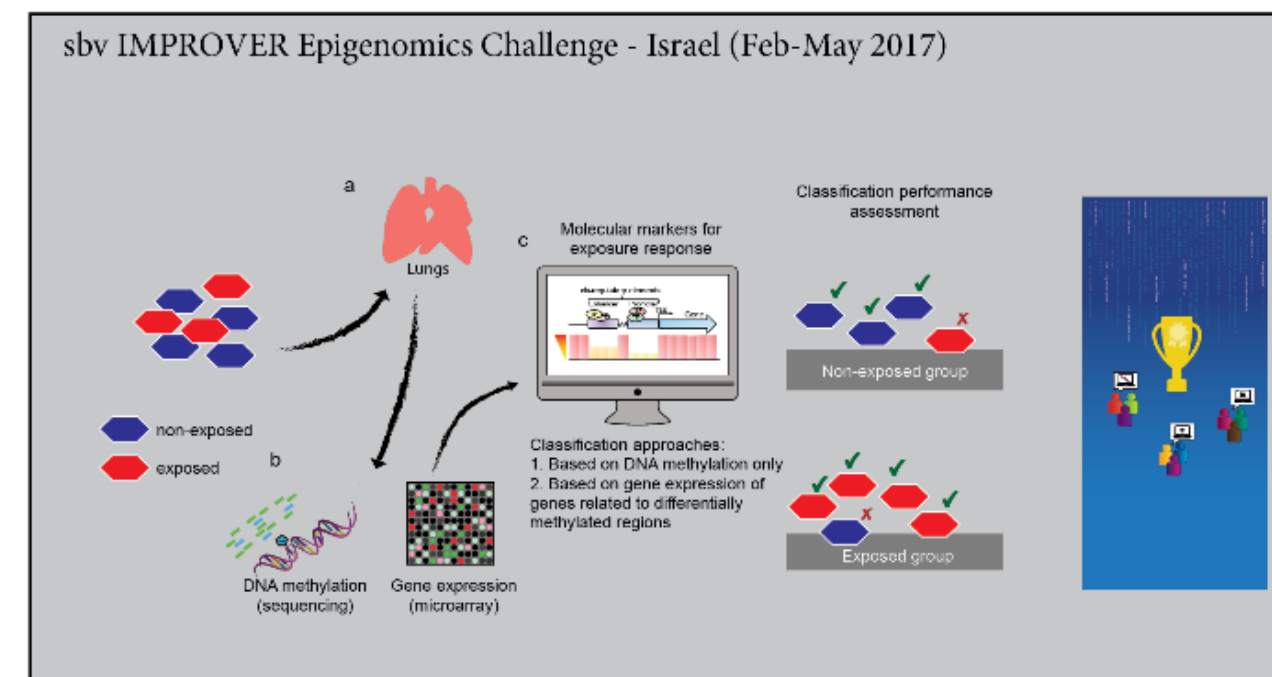 sbv IMPROVER Epigenomics Challenge - Israel (Feb-May 2017)
a
Lungs
non-exposed
exposed
b
DNA methylation
(sequencing)
Gene expression
(microarray)
c
Molecular markers for
exposure response
Gene
Classification approaches:
1. Based on DNA methylation only
2. Based on gene expression of
genes related to differentially
methylated regions
Classification performance
assessment
Non-exposed group
Exposed group